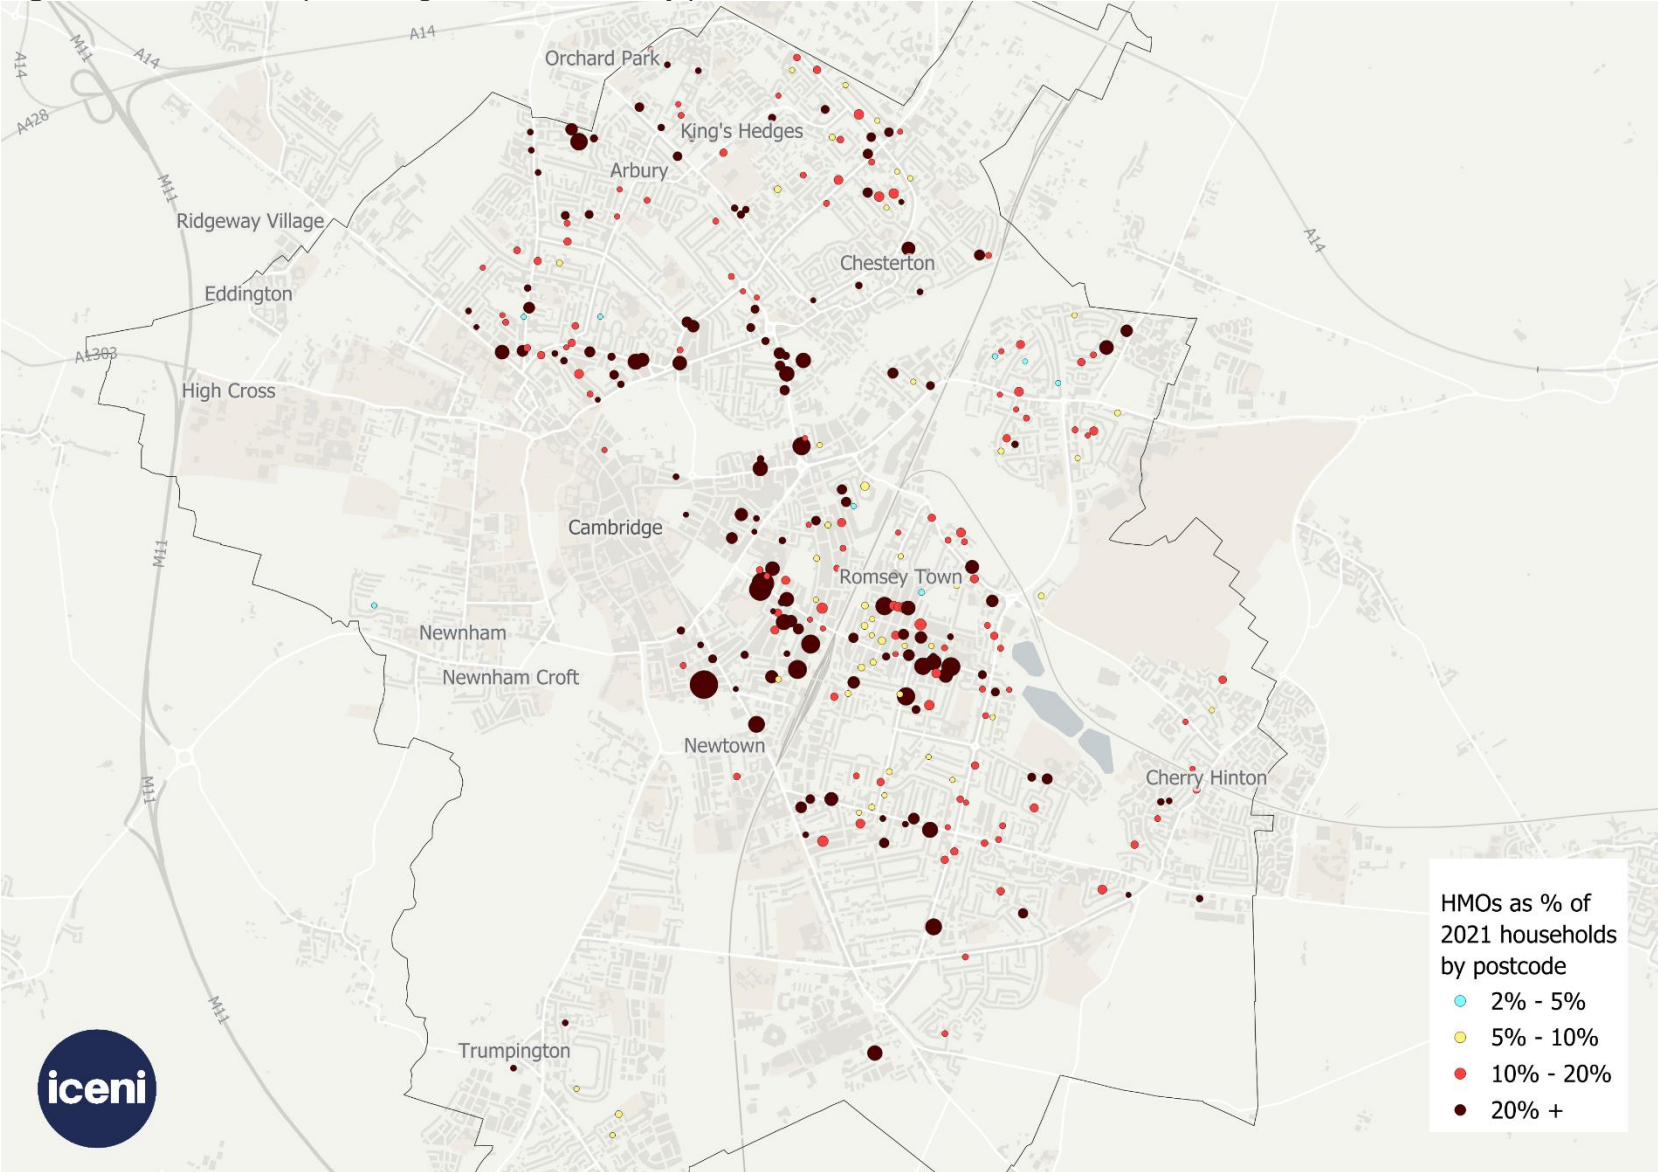 A14
M11
A14
A14
Orchard Park
A428
King's Hedges
Arbury
M11
Ridgeway Village
A14
Chesterton
Eddington
A1303
High Cross
Cambridge
M11
Romsey Town
Newnham
Newnham Croft
Newtown
Cherry Hinton
M11
HMOs as % of
2021 households
by postcode
2% - 5%
5% - 10%
10% - 20%
20% +
M11
Trumpington
iceni